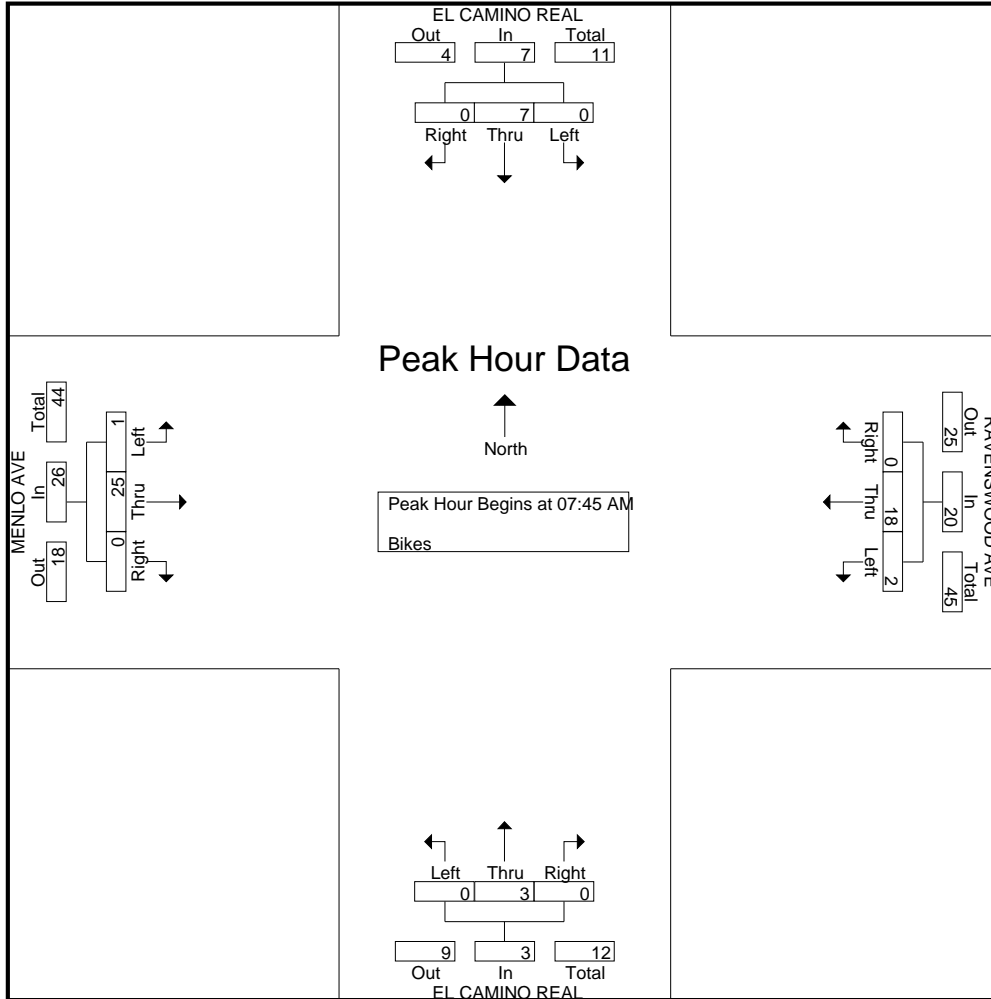 EL CAMINO REAL
Out In Total
4 7 11
0 7 0
Right Thru Left
Peak Hour Data
North
Peak Hour Begins at 07:45 AM
Bikes
MENLO AVE
Out In Total
18 26 44
1 25 0
Left Thru Right
RAVENSWOOD AVE
Out In Total
25 20 45
0 18 2
Right Thru Left
Left Thru Right
0 3 0
9 3 12
Out In Total
EL CAMINO REAL